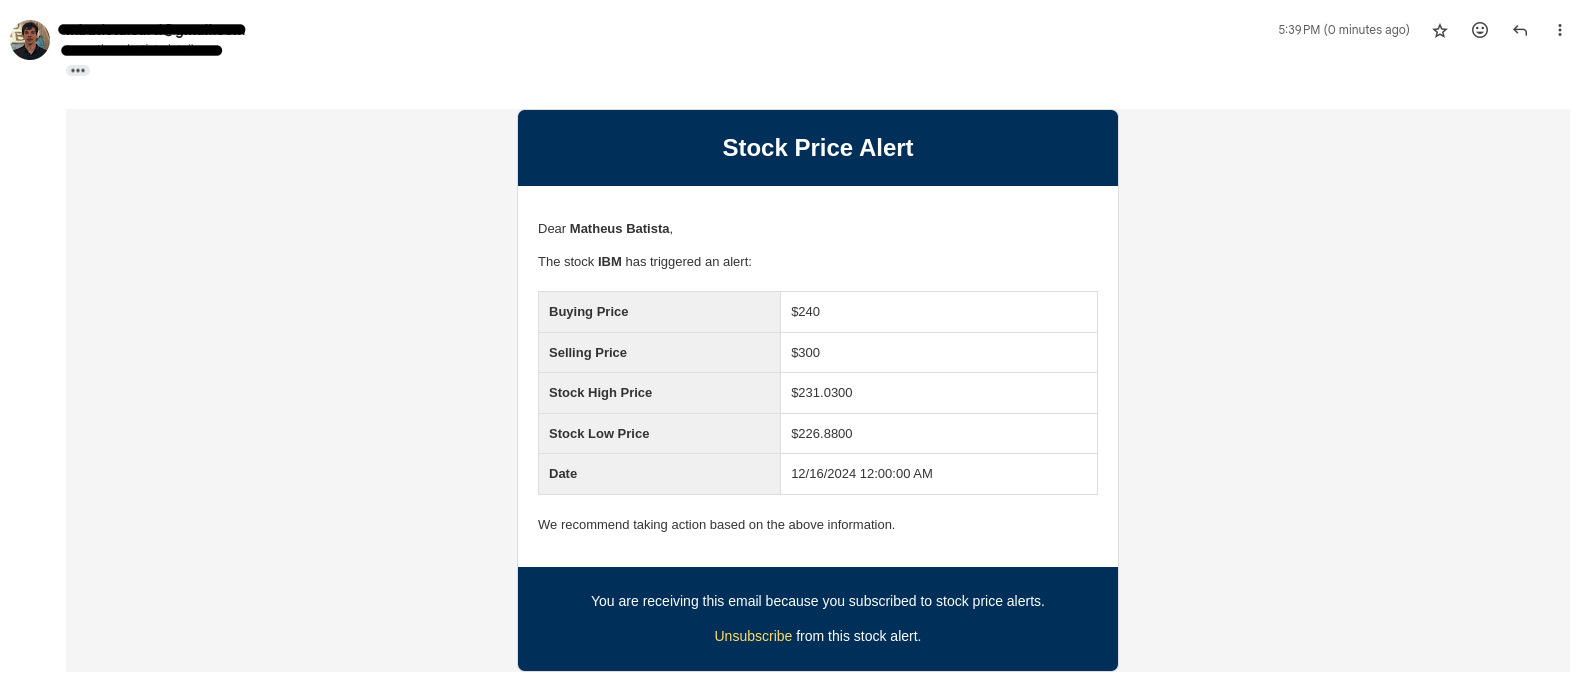 5:39 PM (0 minutes ago)
Stock Price Alert
Dear Matheus Batista,
The stock IBM has triggered an alert:
Buying Price $240
Selling Price $300
Stock High Price $231.0300
Stock Low Price $226.8800
Date 12/16/2024 12:00:00 AM
We recommend taking action based on the above information.
You are receiving this email because you subscribed to stock price alerts.
Unsubscribe from this stock alert.